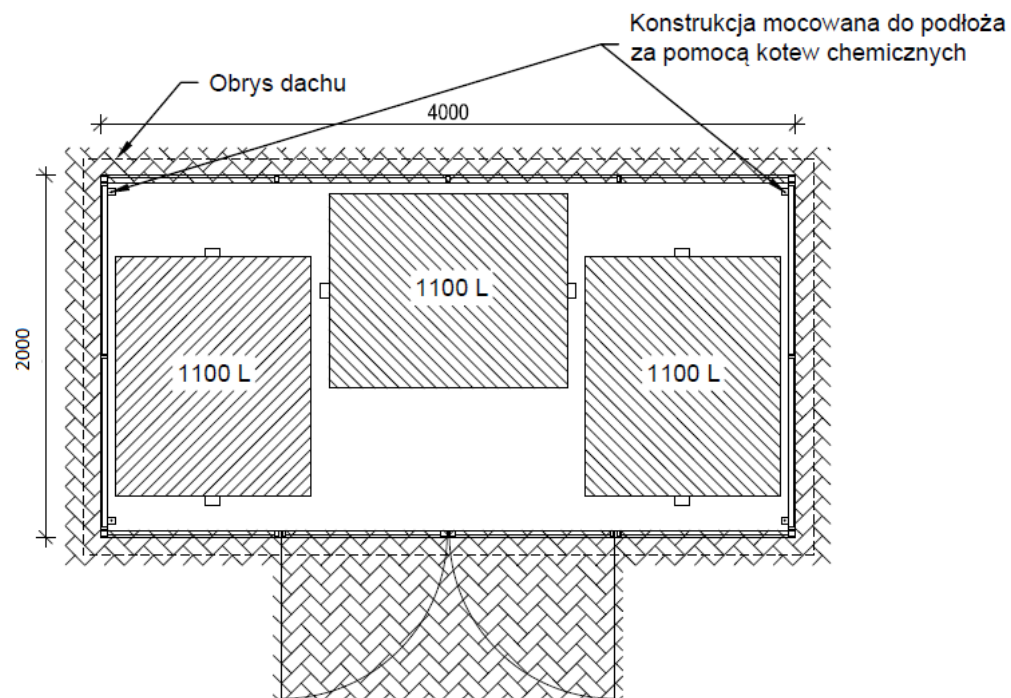 Konstrukcja mocowana do podłoża
za pomocą kotew chemicznych
Obrys dachu
4000
2000
1100 L
1100 L
1100 L